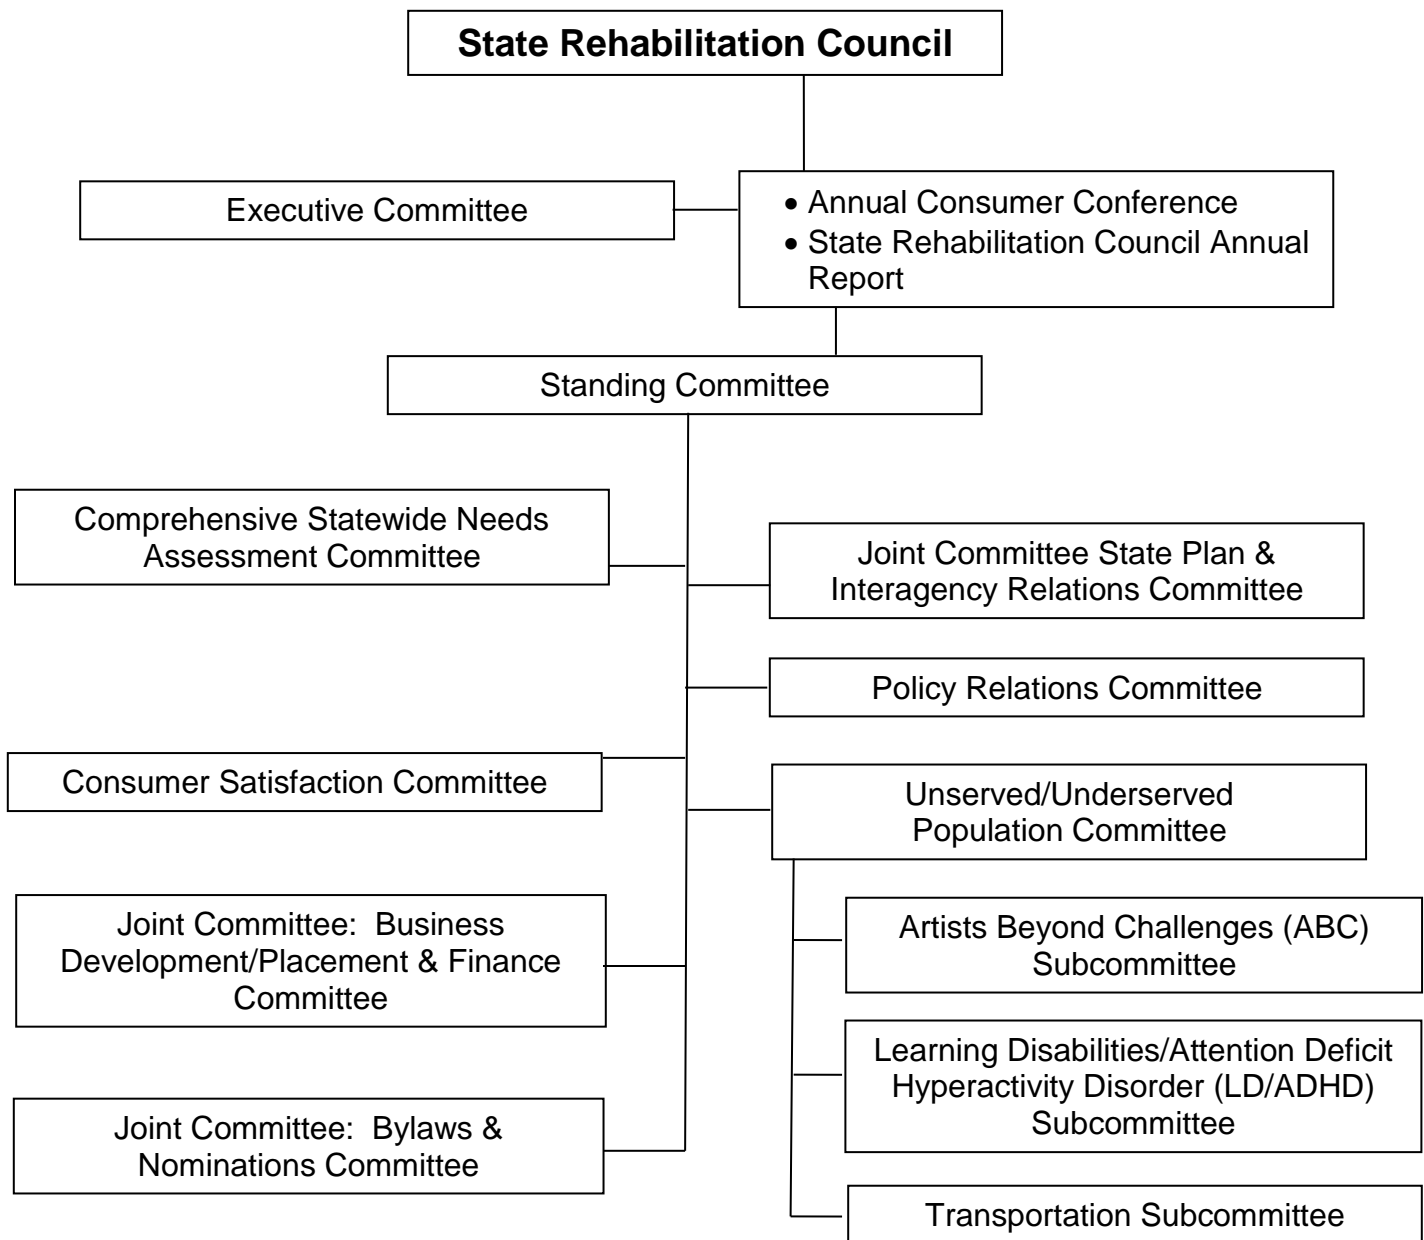 State Rehabilitation Council
Executive Committee
• Annual Consumer Conference
• State Rehabilitation Council Annual
Report
Standing Committee
Comprehensive Statewide Needs
Assessment Committee
Joint Committee State Plan &
Interagency Relations Committee
Policy Relations Committee
Consumer Satisfaction Committee
Unserved/Underserved
Population Committee
Joint Committee:  Business
Development/Placement & Finance
Committee
Artists Beyond Challenges (ABC)
Subcommittee
Learning Disabilities/Attention Deficit
Hyperactivity Disorder (LD/ADHD)
Subcommittee
Joint Committee:  Bylaws &
Nominations Committee
Transportation Subcommittee